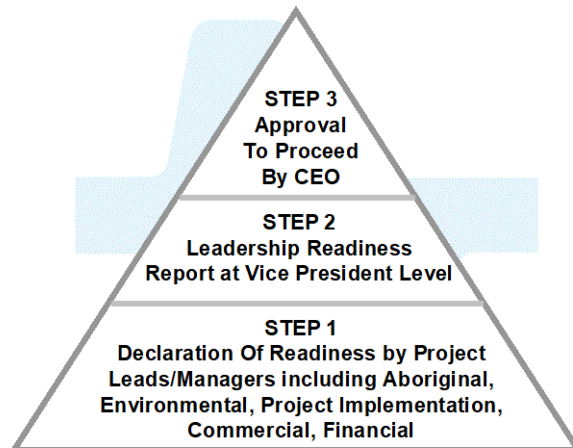 STEP 3
Approval
To Proceed
By CEO
STEP 2
Leadership Readiness
Report at Vice President Level
STEP 1
Declaration Of Readiness by Project
Leads/Managers including Aboriginal,
Environmental, Project Implementation,
Commercial, Financial